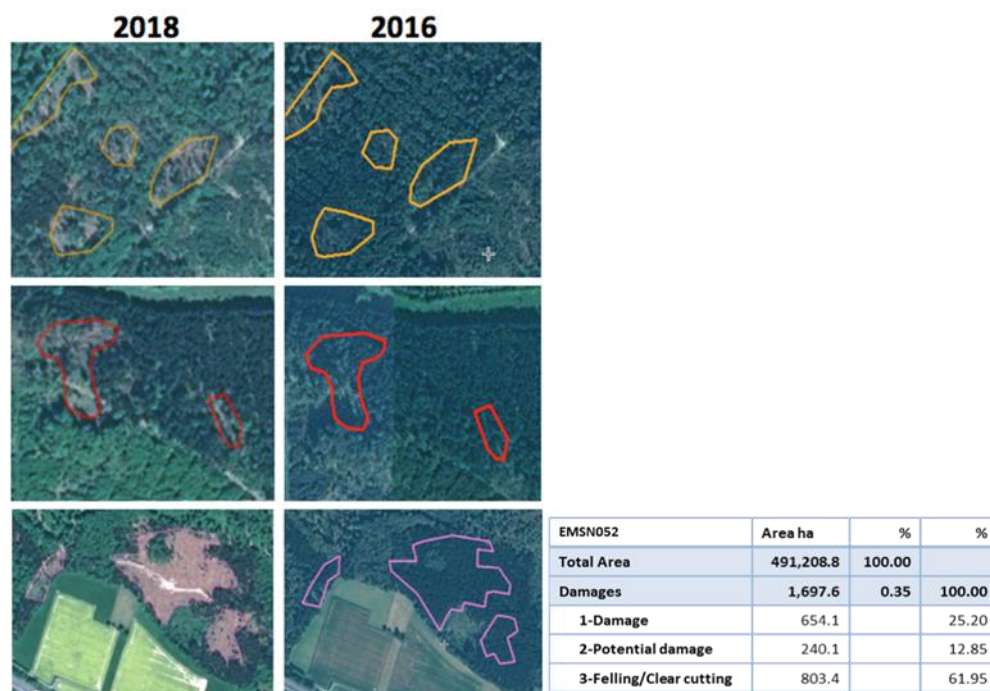 2018 2016
EMSN052 Area ha % %
Total Area 491,208.8 100.00
Damages 1,697.6 0.35 100.00
1-Damage 654.1 25.20
2-Potential damage 240.1 12.85
3-Felling/Clear cutting 803.4 61.95